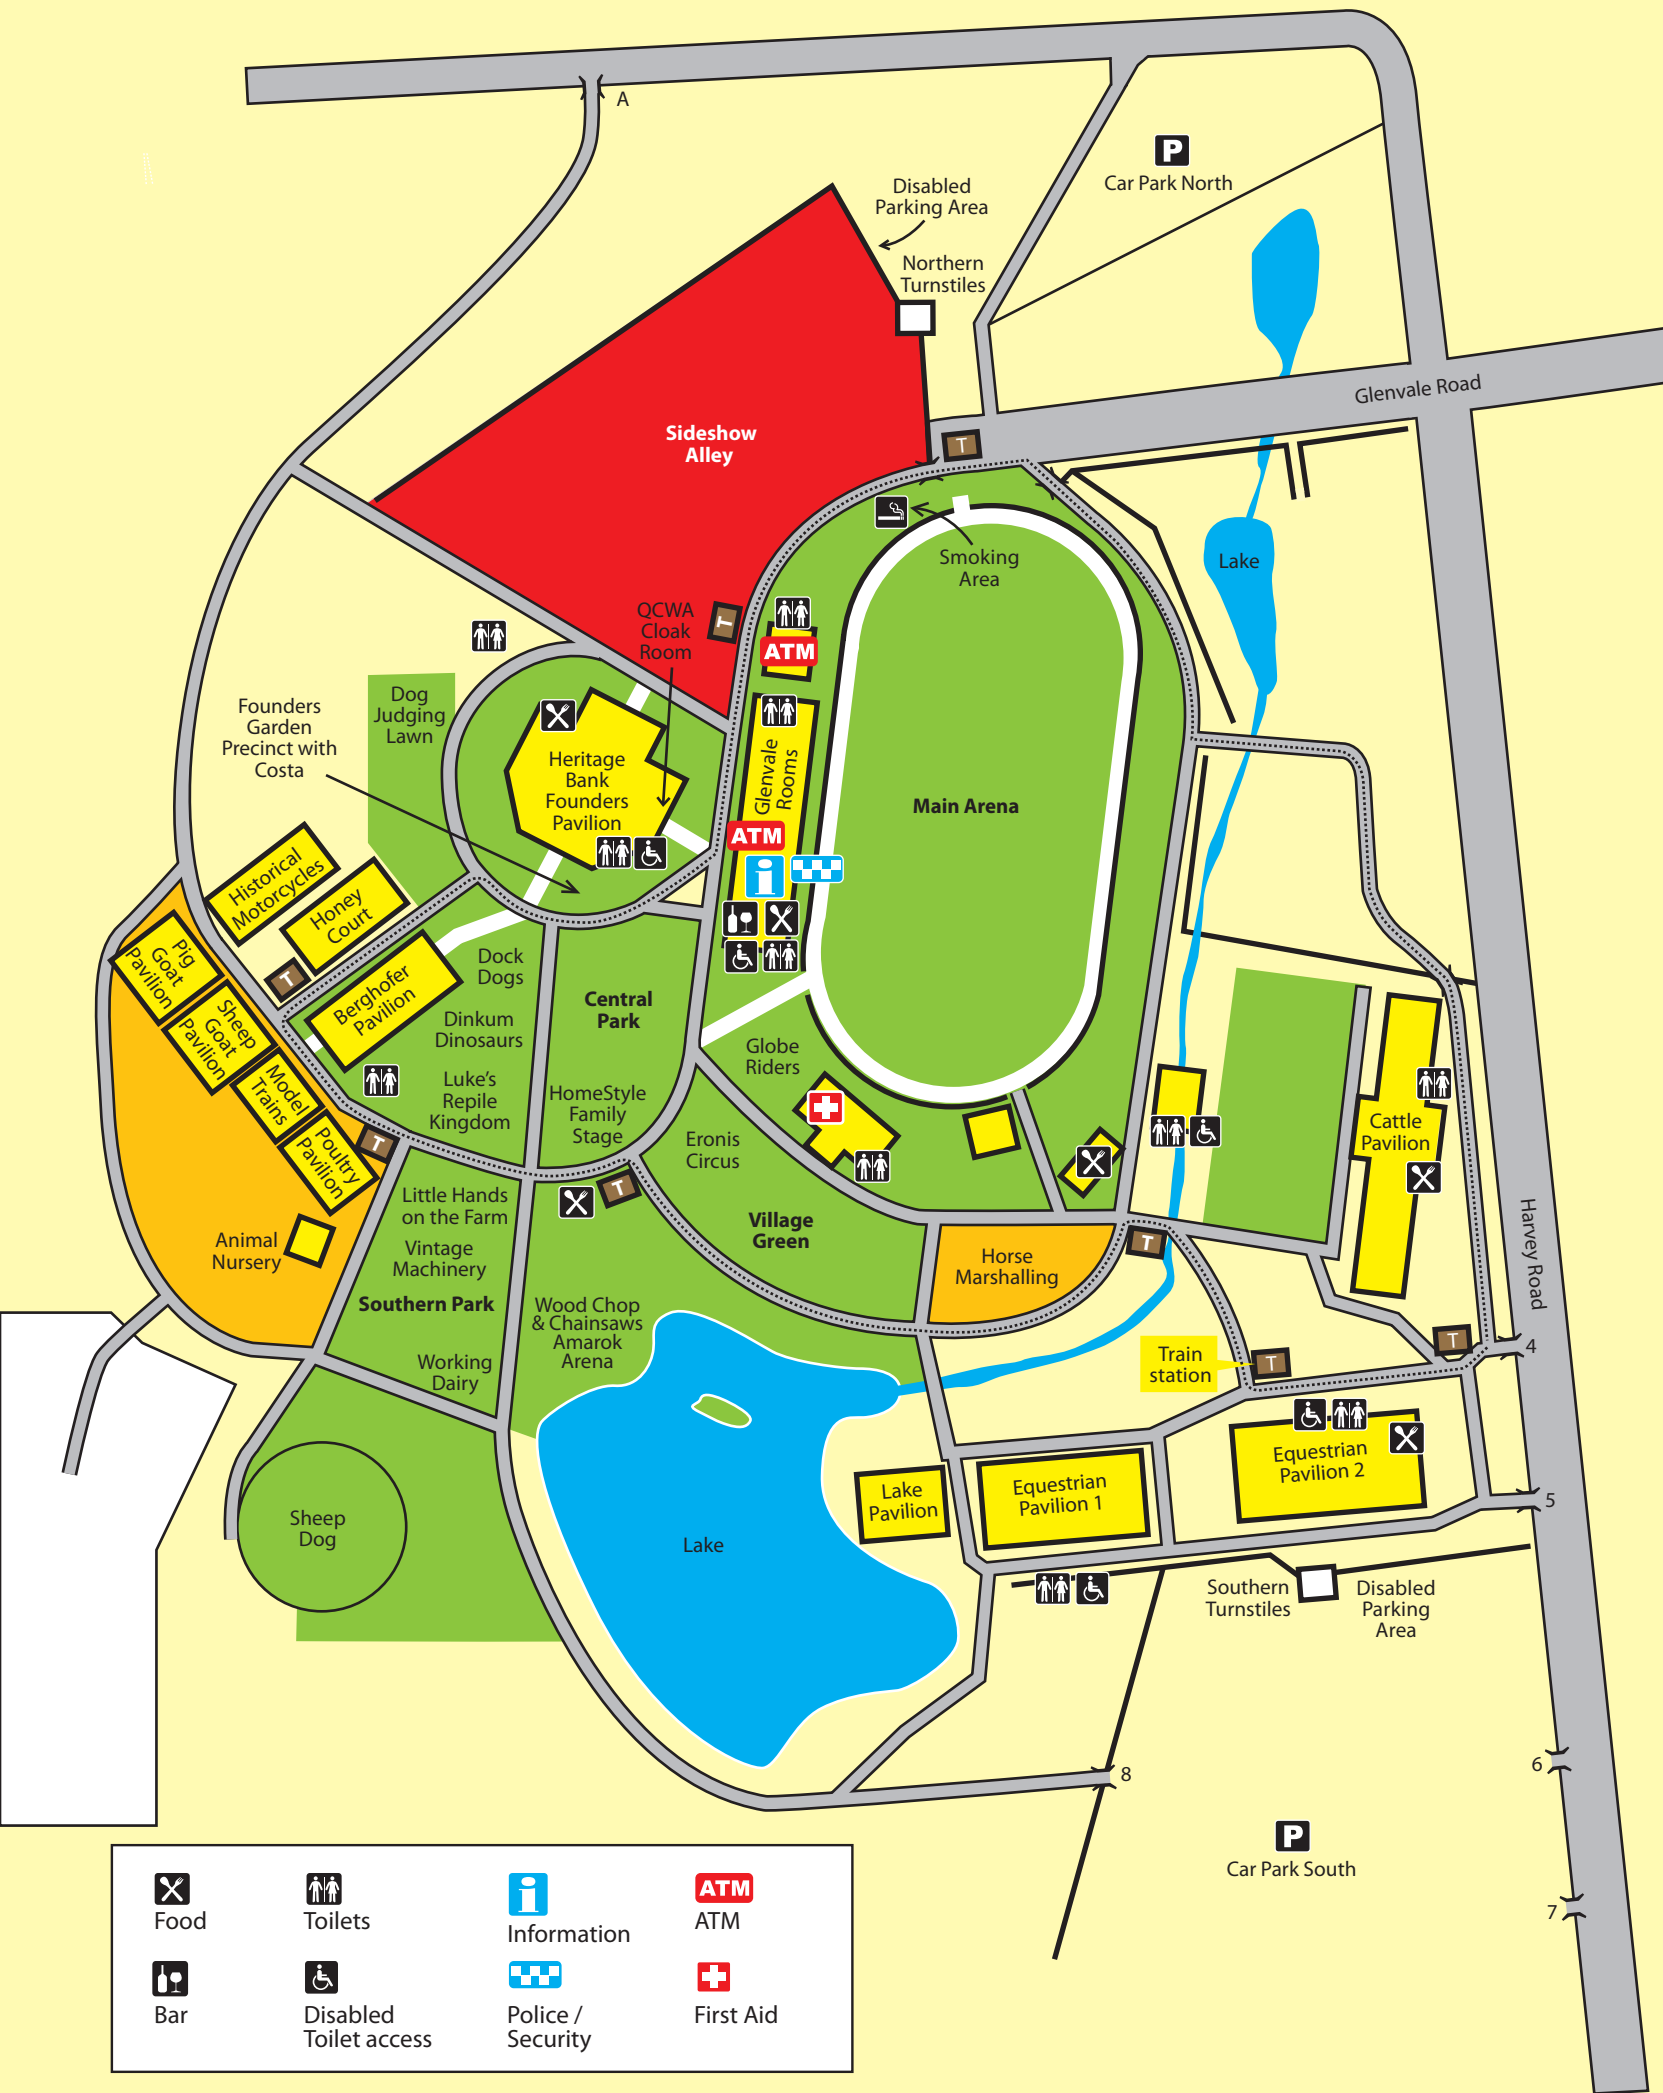 A
P
Car Park North
Disabled
Parking Area
Northern
Turnstiles
Glenvale Road
T
Sideshow
Alley
Smoking
Area
Lake
QCWA
Cloak
Room
T
ATM
Dog
Judging
Lawn
Founders
Garden
Precinct with
Costa
Heritage
Bank
Founders
Pavilion
Glenvale
Rooms
Main Arena
ATM
i
Historical
Motorcycles
Honey
Court
T
Pig
Goat
Pavilion
Sheep
Goat
Pavilion
Model
Trains
Poultry
Pavilion
T
Berghofer
Pavilion
Dock
Dogs
Dinkum
Dinosaurs
Luke's
Repile
Kingdom
Central
Park
HomeStyle
Family
Stage
Globe
Riders
Eronis
Circus
T
Village
Green
Cattle
Pavilion
Harvey Road
Animal
Nursery
Little Hands
on the Farm
Vintage
Machinery
Southern Park
Working
Dairy
Wood Chop
& Chainsaws
Amarok
Arena
Horse
Marshalling
T
Train
station
T
T
4
Equestrian
Pavilion 2
Equestrian
Pavilion 1
Lake
Pavilion
5
Sheep
Dog
Lake
Southern
Turnstiles
Disabled
Parking
Area
6
8
P
Car Park South
7
Food
Toilets
i
Information
ATM
ATM
Bar
Disabled
Toilet access
Police /
Security
First Aid